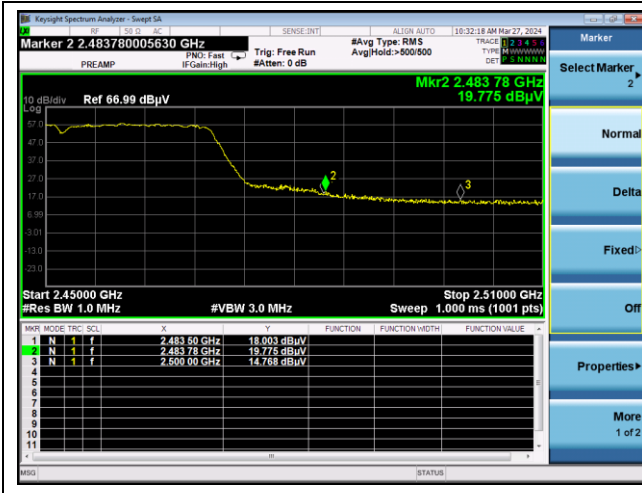 Keysight Spectrum Analyzer - Swept SA
RF 50 Ω AC SENSE:INT ALIGN AUTO 10:32:18 AM Mar 27, 2024
Marker 2 2.483780005630 GHz
PREAMP
PNO: Fast
IFGain:High
Trig: Free Run
#Atten: 0 dB
#Avg Type: RMS
Avg|Hold:>500/500
TRACE 1 2 3 4 5 6
TYPE M W W W W W
DET P S N N N N
Mkr2 2.483 78 GHz
19.775 dBµV
10 dB/div Ref 66.99 dBµV
Log
57.0
47.0
37.0
27.0
17.0
6.99
-3.01
-13.0
-23.0
2
3
Start 2.45000 GHz Stop 2.51000 GHz
#Res BW 1.0 MHz #VBW 3.0 MHz Sweep 1.000 ms (1001 pts)
MKR MODE TRC SCL X Y FUNCTION FUNCTION WIDTH FUNCTION VALUE
1 N 1 f 2.483 50 GHz 18.003 dBµV
2 N 1 f 2.483 78 GHz 19.775 dBµV
3 N 1 f 2.500 00 GHz 14.768 dBµV
4
5
6
7
8
9
10
11
MSG STATUS
Marker
Select Marker
2
Normal
Delta
Fixed
Off
Properties
More
1 of 2